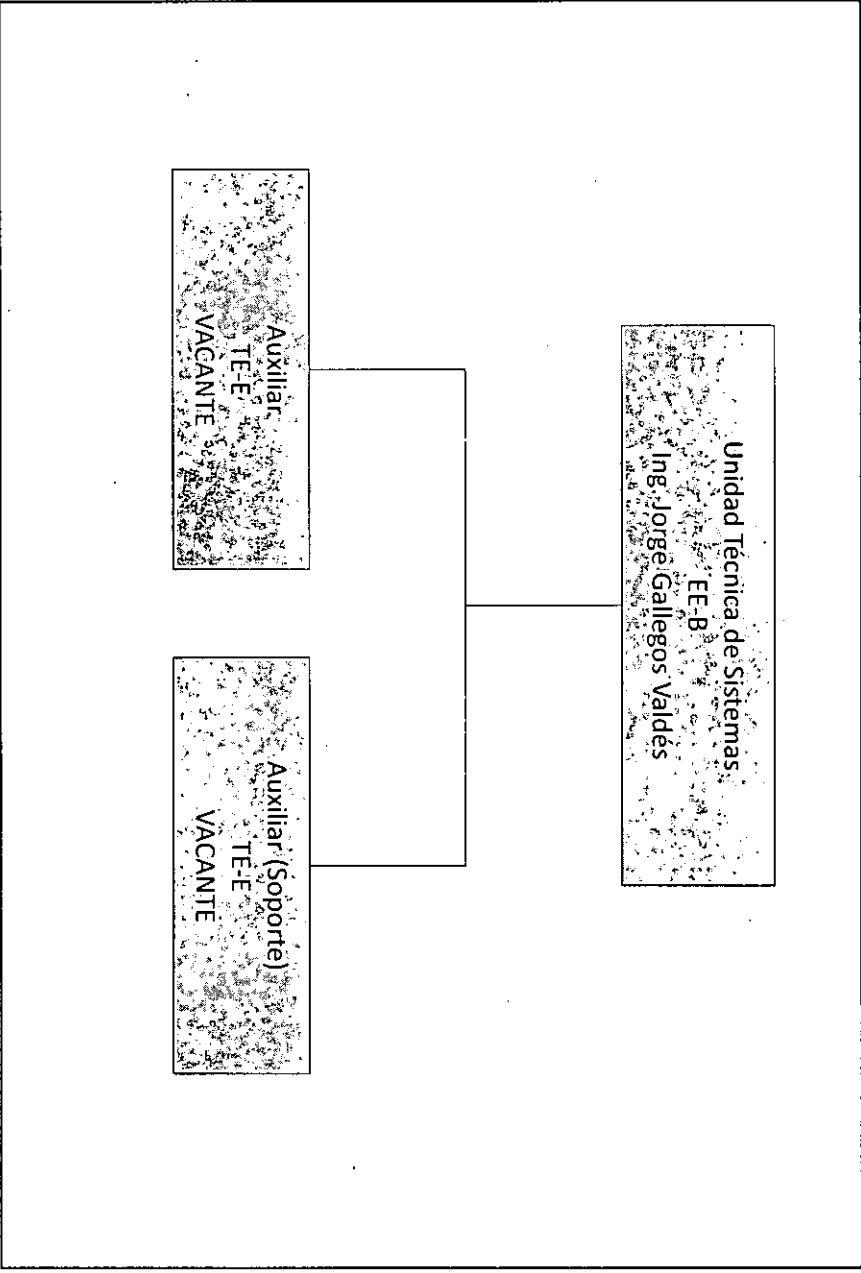 Unidad Técnica de Sistemas
EE-B
Ing. Jorge Gallegos Valdés
Auxiliar
TE-E
VACANTE
Auxiliar (Soporte)
TE-E
VACANTE